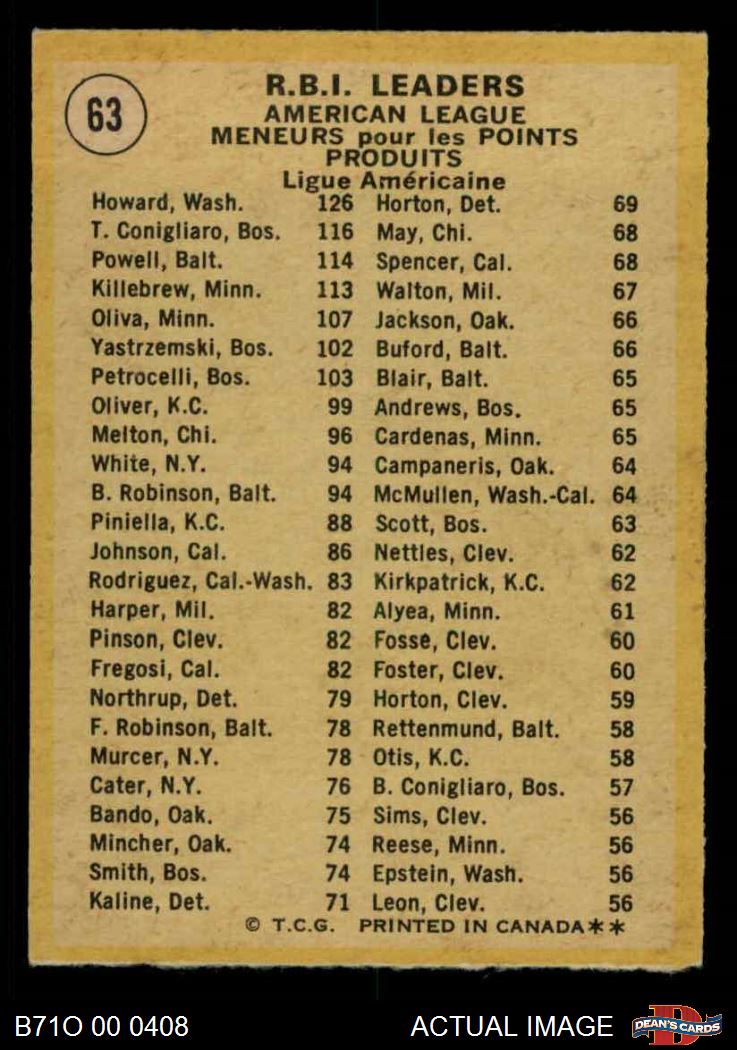 63
R.B.I. LEADERS
AMERICAN LEAGUE
MENEURS pour les POINTS
PRODUITS
Ligue Américaine
Howard, Wash. 126 Horton, Det. 69
T. Conigliaro, Bos. 116 May, Chi. 68
Powell, Balt. 114 Spencer, Cal. 68
Killebrew, Minn. 113 Walton, Mil. 67
Oliva, Minn. 107 Jackson, Oak. 66
Yastrzemski, Bos. 102 Buford, Balt. 66
Petrocelli, Bos. 103 Blair, Balt. 65
Oliver, K.C. 99 Andrews, Bos. 65
Melton, Chi. 96 Cardenas, Minn. 65
White, N.Y. 94 Campaneris, Oak. 64
B. Robinson, Balt. 94 McMullen, Wash.-Cal. 64
Piniella, K.C. 88 Scott, Bos. 63
Johnson, Cal. 86 Nettles, Clev. 62
Rodriguez, Cal.-Wash. 83 Kirkpatrick, K.C. 62
Harper, Mil. 82 Alyea, Minn. 61
Pinson, Clev. 82 Fosse, Clev. 60
Fregosi, Cal. 82 Foster, Clev. 60
Northrup, Det. 79 Horton, Clev. 59
F. Robinson, Balt. 78 Rettenmund, Balt. 58
Murcer, N.Y. 78 Otis, K.C. 58
Cater, N.Y. 76 B. Conigliaro, Bos. 57
Bando, Oak. 75 Sims, Clev. 56
Mincher, Oak. 74 Reese, Minn. 56
Smith, Bos. 74 Epstein, Wash. 56
Kaline, Det. 71 Leon, Clev. 56
© T.C.G. PRINTED IN CANADA**
B71O 00 0408 ACTUAL IMAGE
DEAN'S CARDS